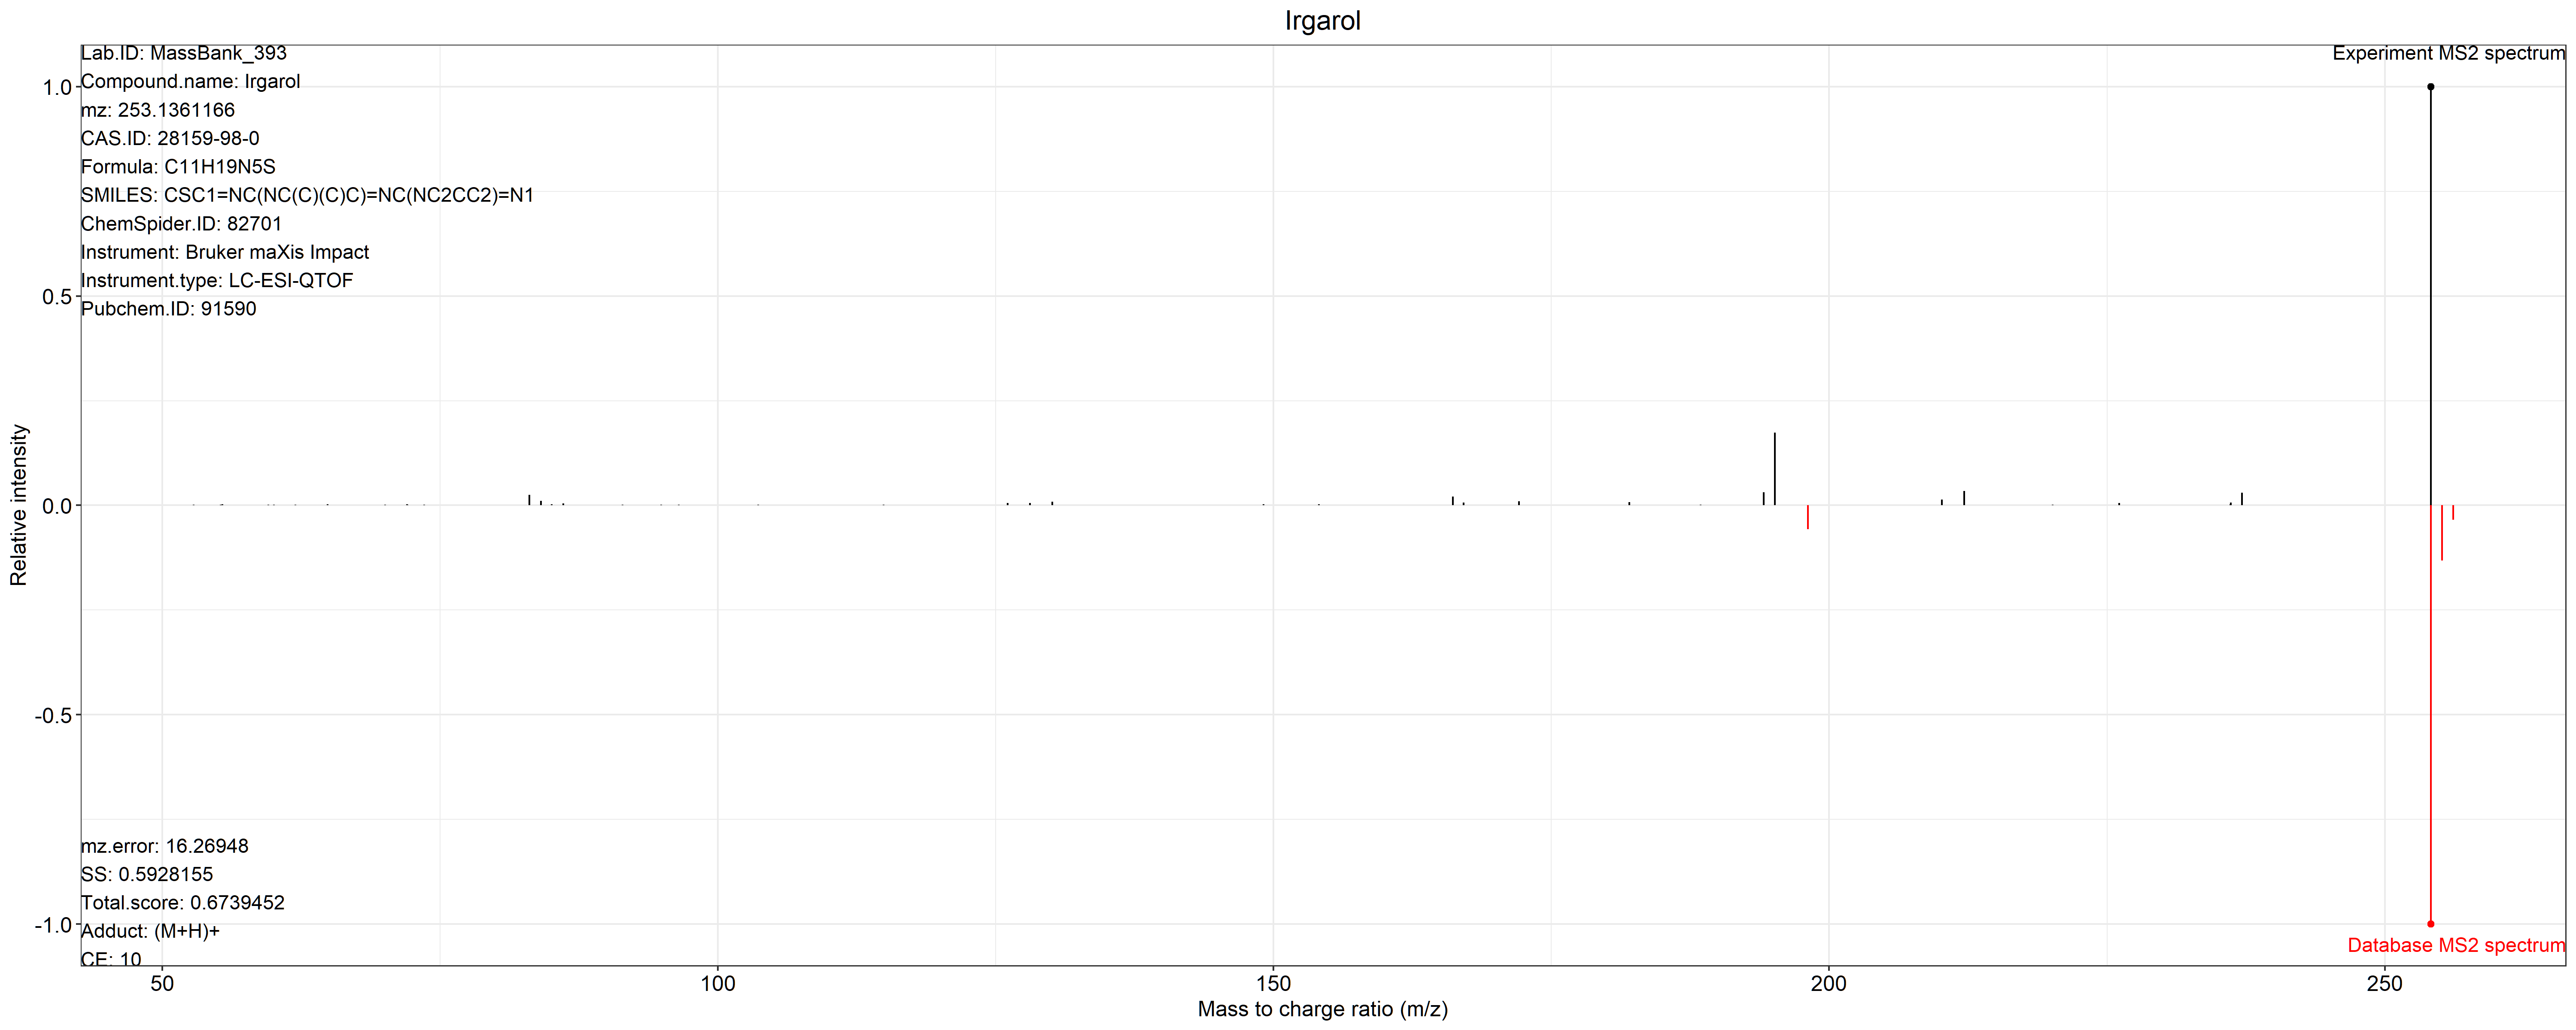 Irgarol
Lab.ID: MassBank_393
Experiment MS2 spectrum
Compound.name: Irgarol
mz: 253.1361166
CAS.ID: 28159-98-0
Formula: C11H19N5S
SMILES: CSC1=NC(NC(C)(C)C)=NC(NC2CC2)=N1
ChemSpider.ID: 82701
Instrument: Bruker maXis Impact
Instrument.type: LC-ESI-QTOF
Pubchem.ID: 91590
1.0
0.5
0.0
-0.5
-1.0
Relative intensity
mz.error: 16.26948
SS: 0.5928155
Total.score: 0.6739452
Adduct: (M+H)+
CE: 10
Database MS2 spectrum
50 100 150 200 250
Mass to charge ratio (m/z)